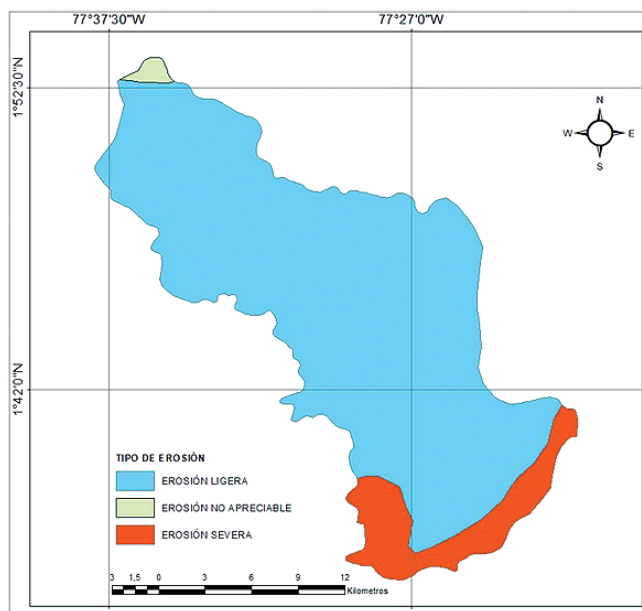 77°37'30"W 77°27'0"W
1°52'30"N
N
W E
S
1°42'0"N
TIPO DE EROSIÓN
EROSIÓN LIGERA
EROSIÓN NO APRECIABLE
EROSIÓN SEVERA
3 1,5 0 3 6 9 12
Kilometros